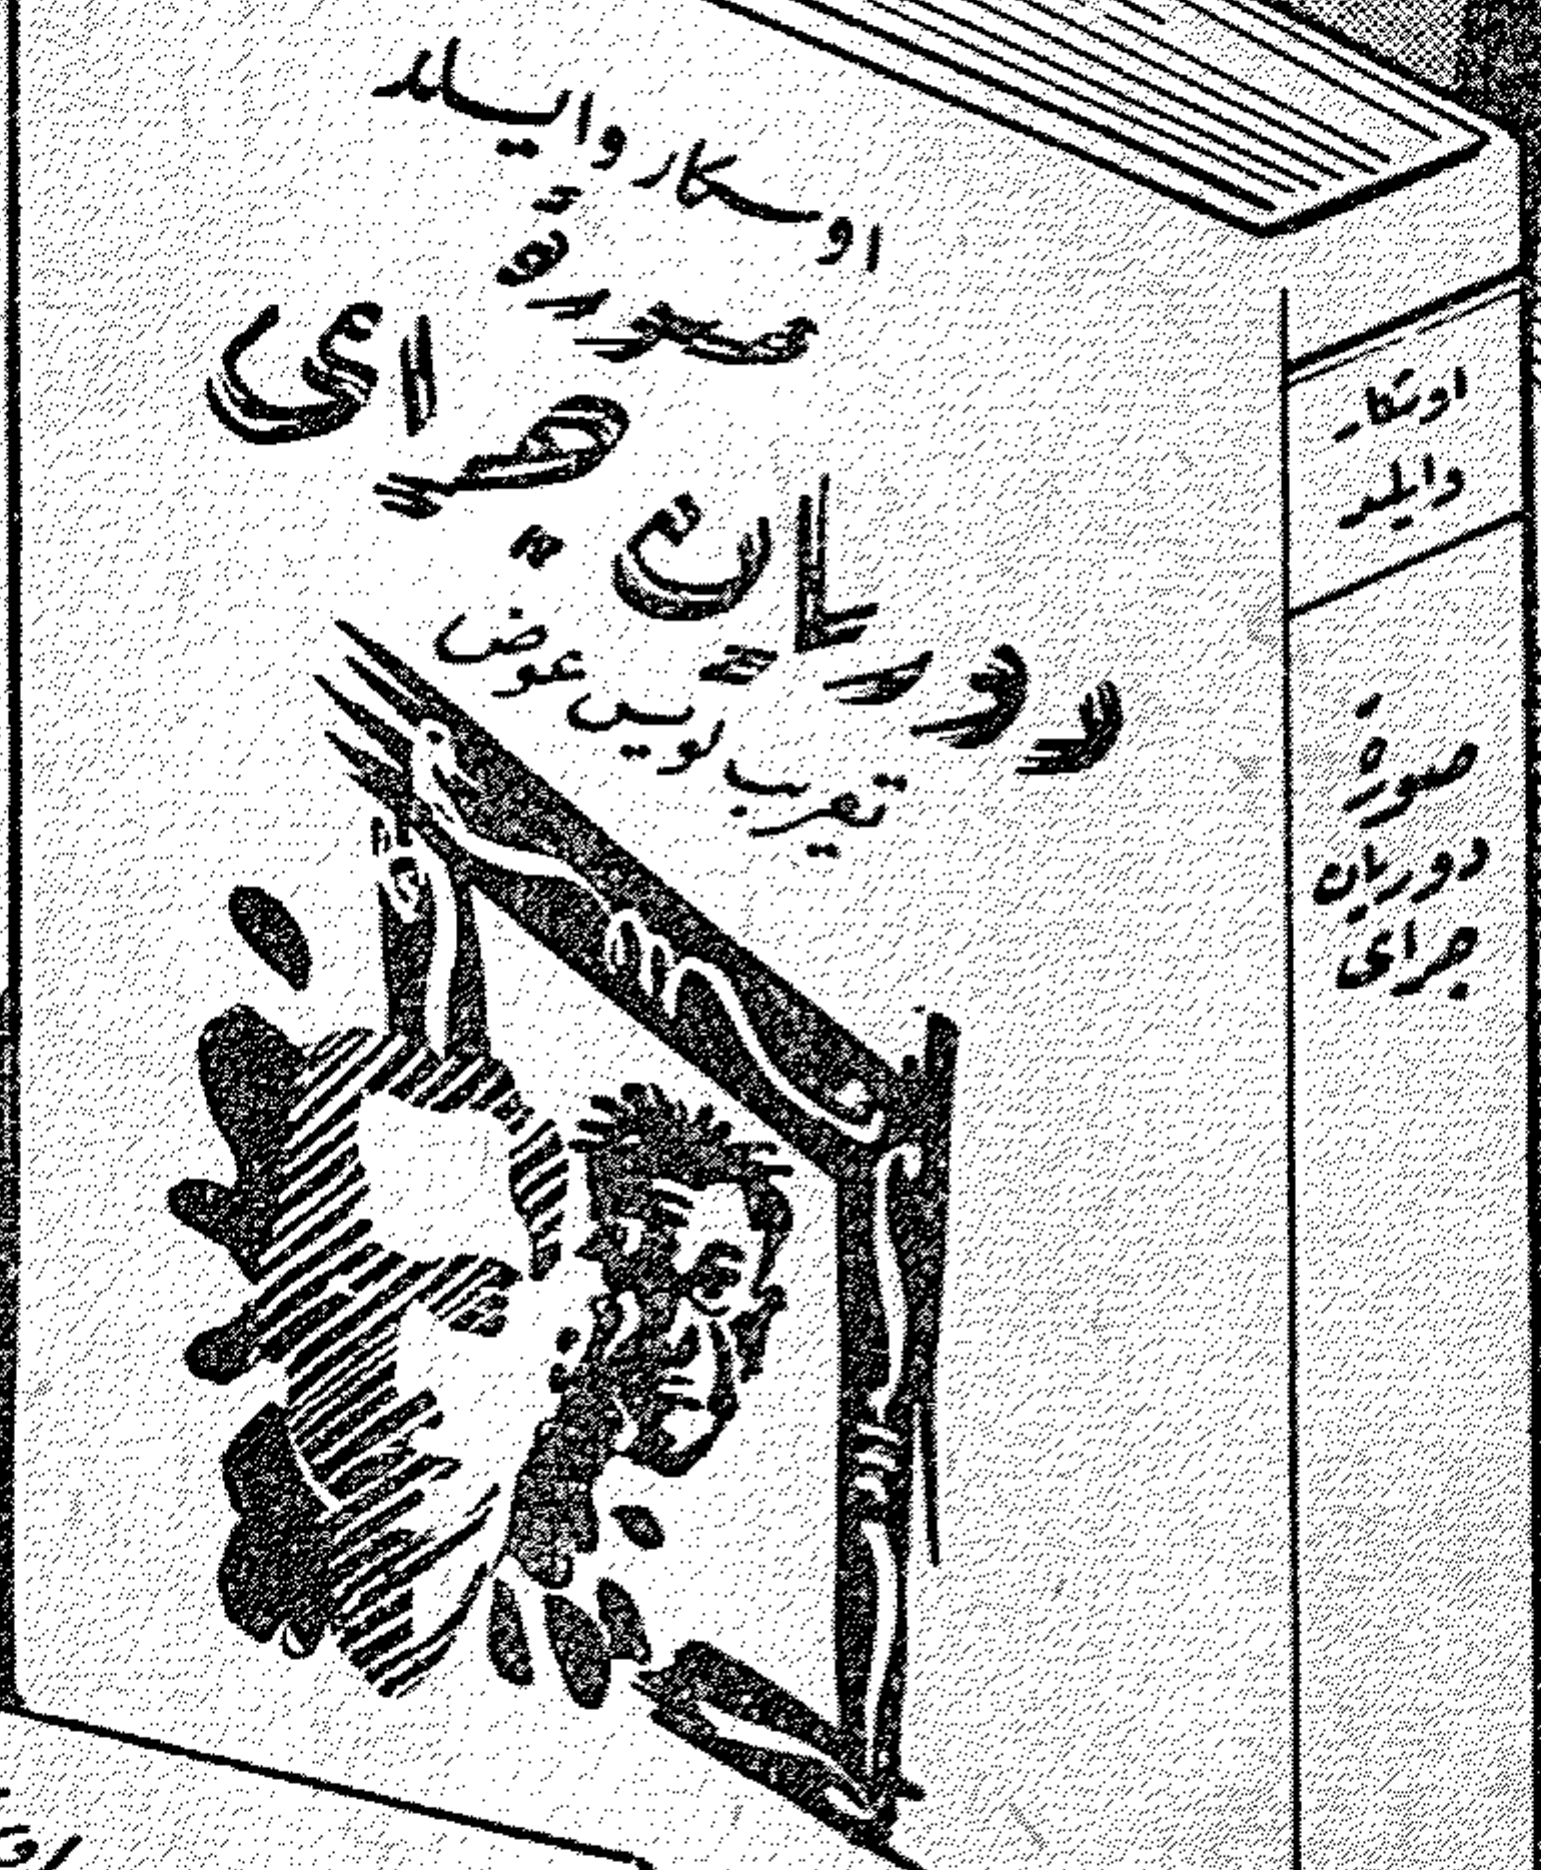 اوسكار وايلد
صورة
دوريان جراى
تعريب لويس عوض
اوسكار
وايلد
صورة
دوريان
جراى